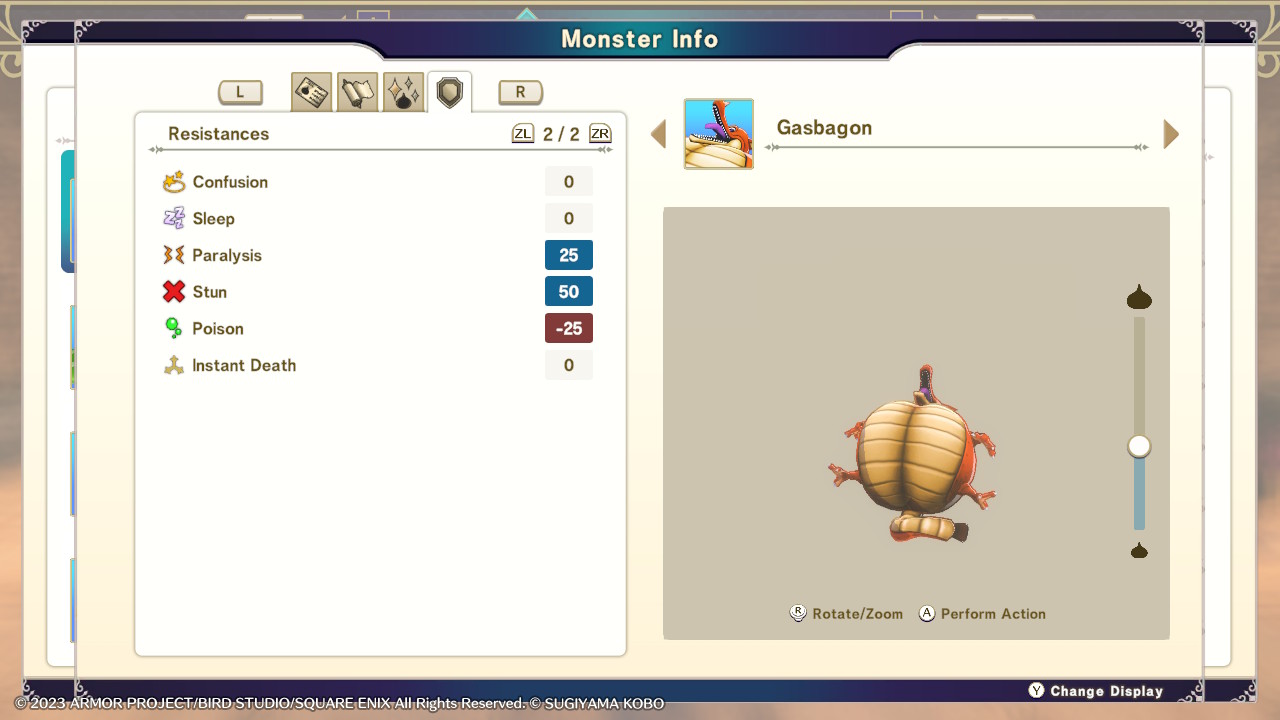 Monster Info
L
R
Resistances
ZL 2 / 2 ZR
Confusion 0
Sleep 0
Paralysis 25
Stun 50
Poison -25
Instant Death 0
Gasbagon
R Rotate/Zoom A Perform Action
Y Change Display
© 2023 ARMOR PROJECT/BIRD STUDIO/SQUARE ENIX All Rights Reserved. © SUGIYAMA KOBO